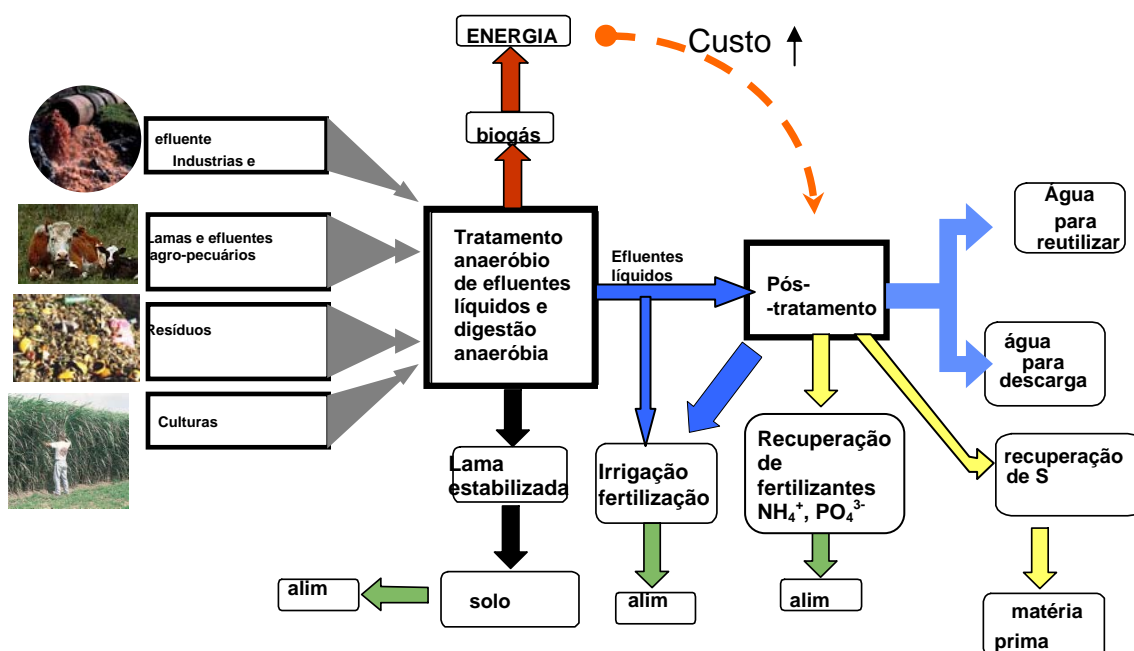 ENERGIA
Custo
biogás
efluente
Industrias e
Lamas e efluentes
agro-pecuários
Resíduos
Culturas
Tratamento
anaeróbio
de efluentes
líquidos e
digestão
anaeróbia
Efluentes
líquidos
Pós-
-tratamento
Água
para
reutilizar
água
para
descarga
Lama
estabilizada
Irrigação
fertilização
Recuperação
de
fertilizantes
NH₄⁺, PO₄³⁻
recuperação
de S
alim
solo
alim
alim
matéria
prima